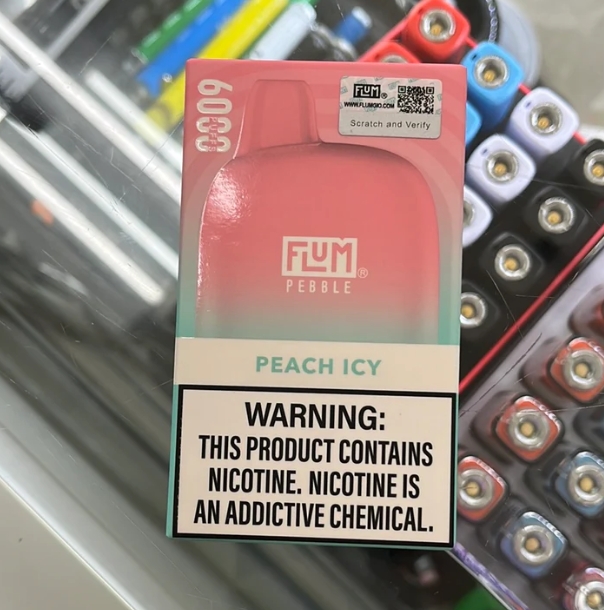 6000
PUFFS
FLUM®
WWW.FLUMGIO.COM
Scratch and Verify
FLUM®
PEBBLE
PEACH ICY
WARNING:
THIS PRODUCT CONTAINS
NICOTINE. NICOTINE IS
AN ADDICTIVE CHEMICAL.